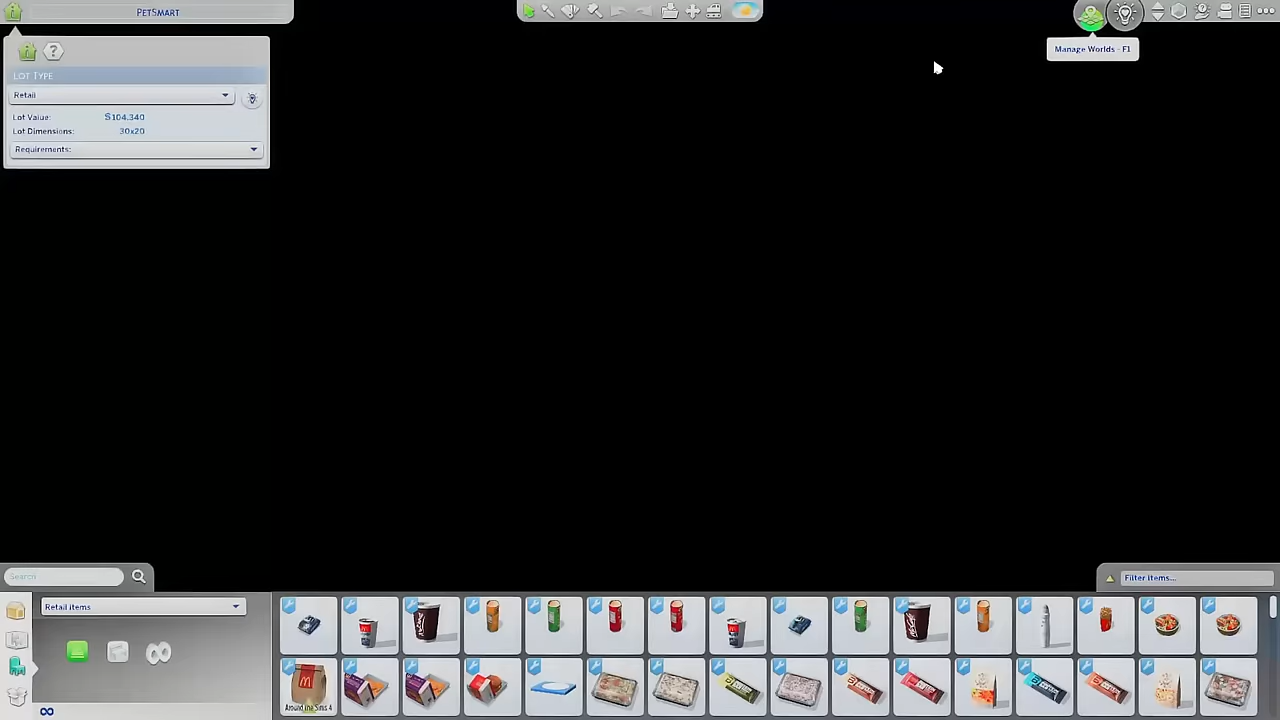 PetSmart
Manage Worlds - F1
Lot Type
Retail
Lot Value: §104,340
Lot Dimensions: 30x20
Requirements:
Search
Filter items...
Retail items
Around the Sims 4